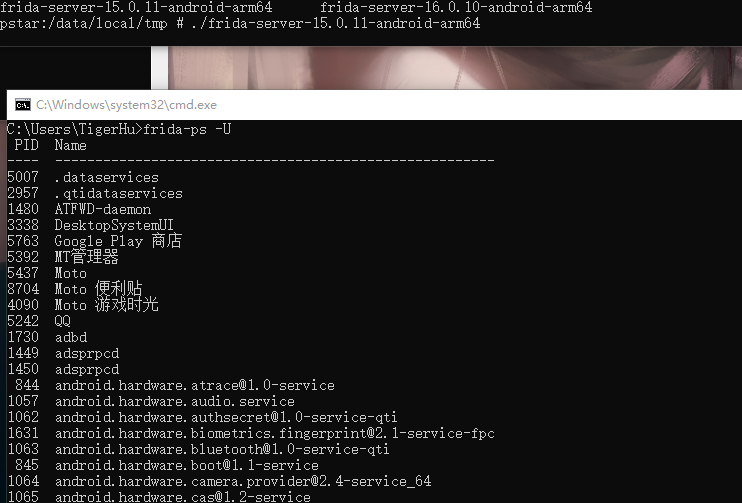 frida-server-15.0.11-android-arm64      frida-server-16.0.10-android-arm64
pstar:/data/local/tmp # ./frida-server-15.0.11-android-arm64
C:\Windows\system32\cmd.exe
C:\Users\TigerHu>frida-ps -U
 PID  Name
----  -------------------------------------------------------
5007  .dataservices
2957  .qtidataservices
1480  ATFWD-daemon
3338  DesktopSystemUI
5763  Google Play 商店
5392  MT管理器
5437  Moto
8704  Moto 便利贴
4090  Moto 游戏时光
5242  QQ
1730  adbd
1449  adsprpcd
1450  adsprpcd
 844  android.hardware.atrace@1.0-service
1057  android.hardware.audio.service
1062  android.hardware.authsecret@1.0-service-qti
1631  android.hardware.biometrics.fingerprint@2.1-service-fpc
1063  android.hardware.bluetooth@1.0-service-qti
 845  android.hardware.boot@1.1-service
1064  android.hardware.camera.provider@2.4-service_64
1065  android.hardware.cas@1.2-service